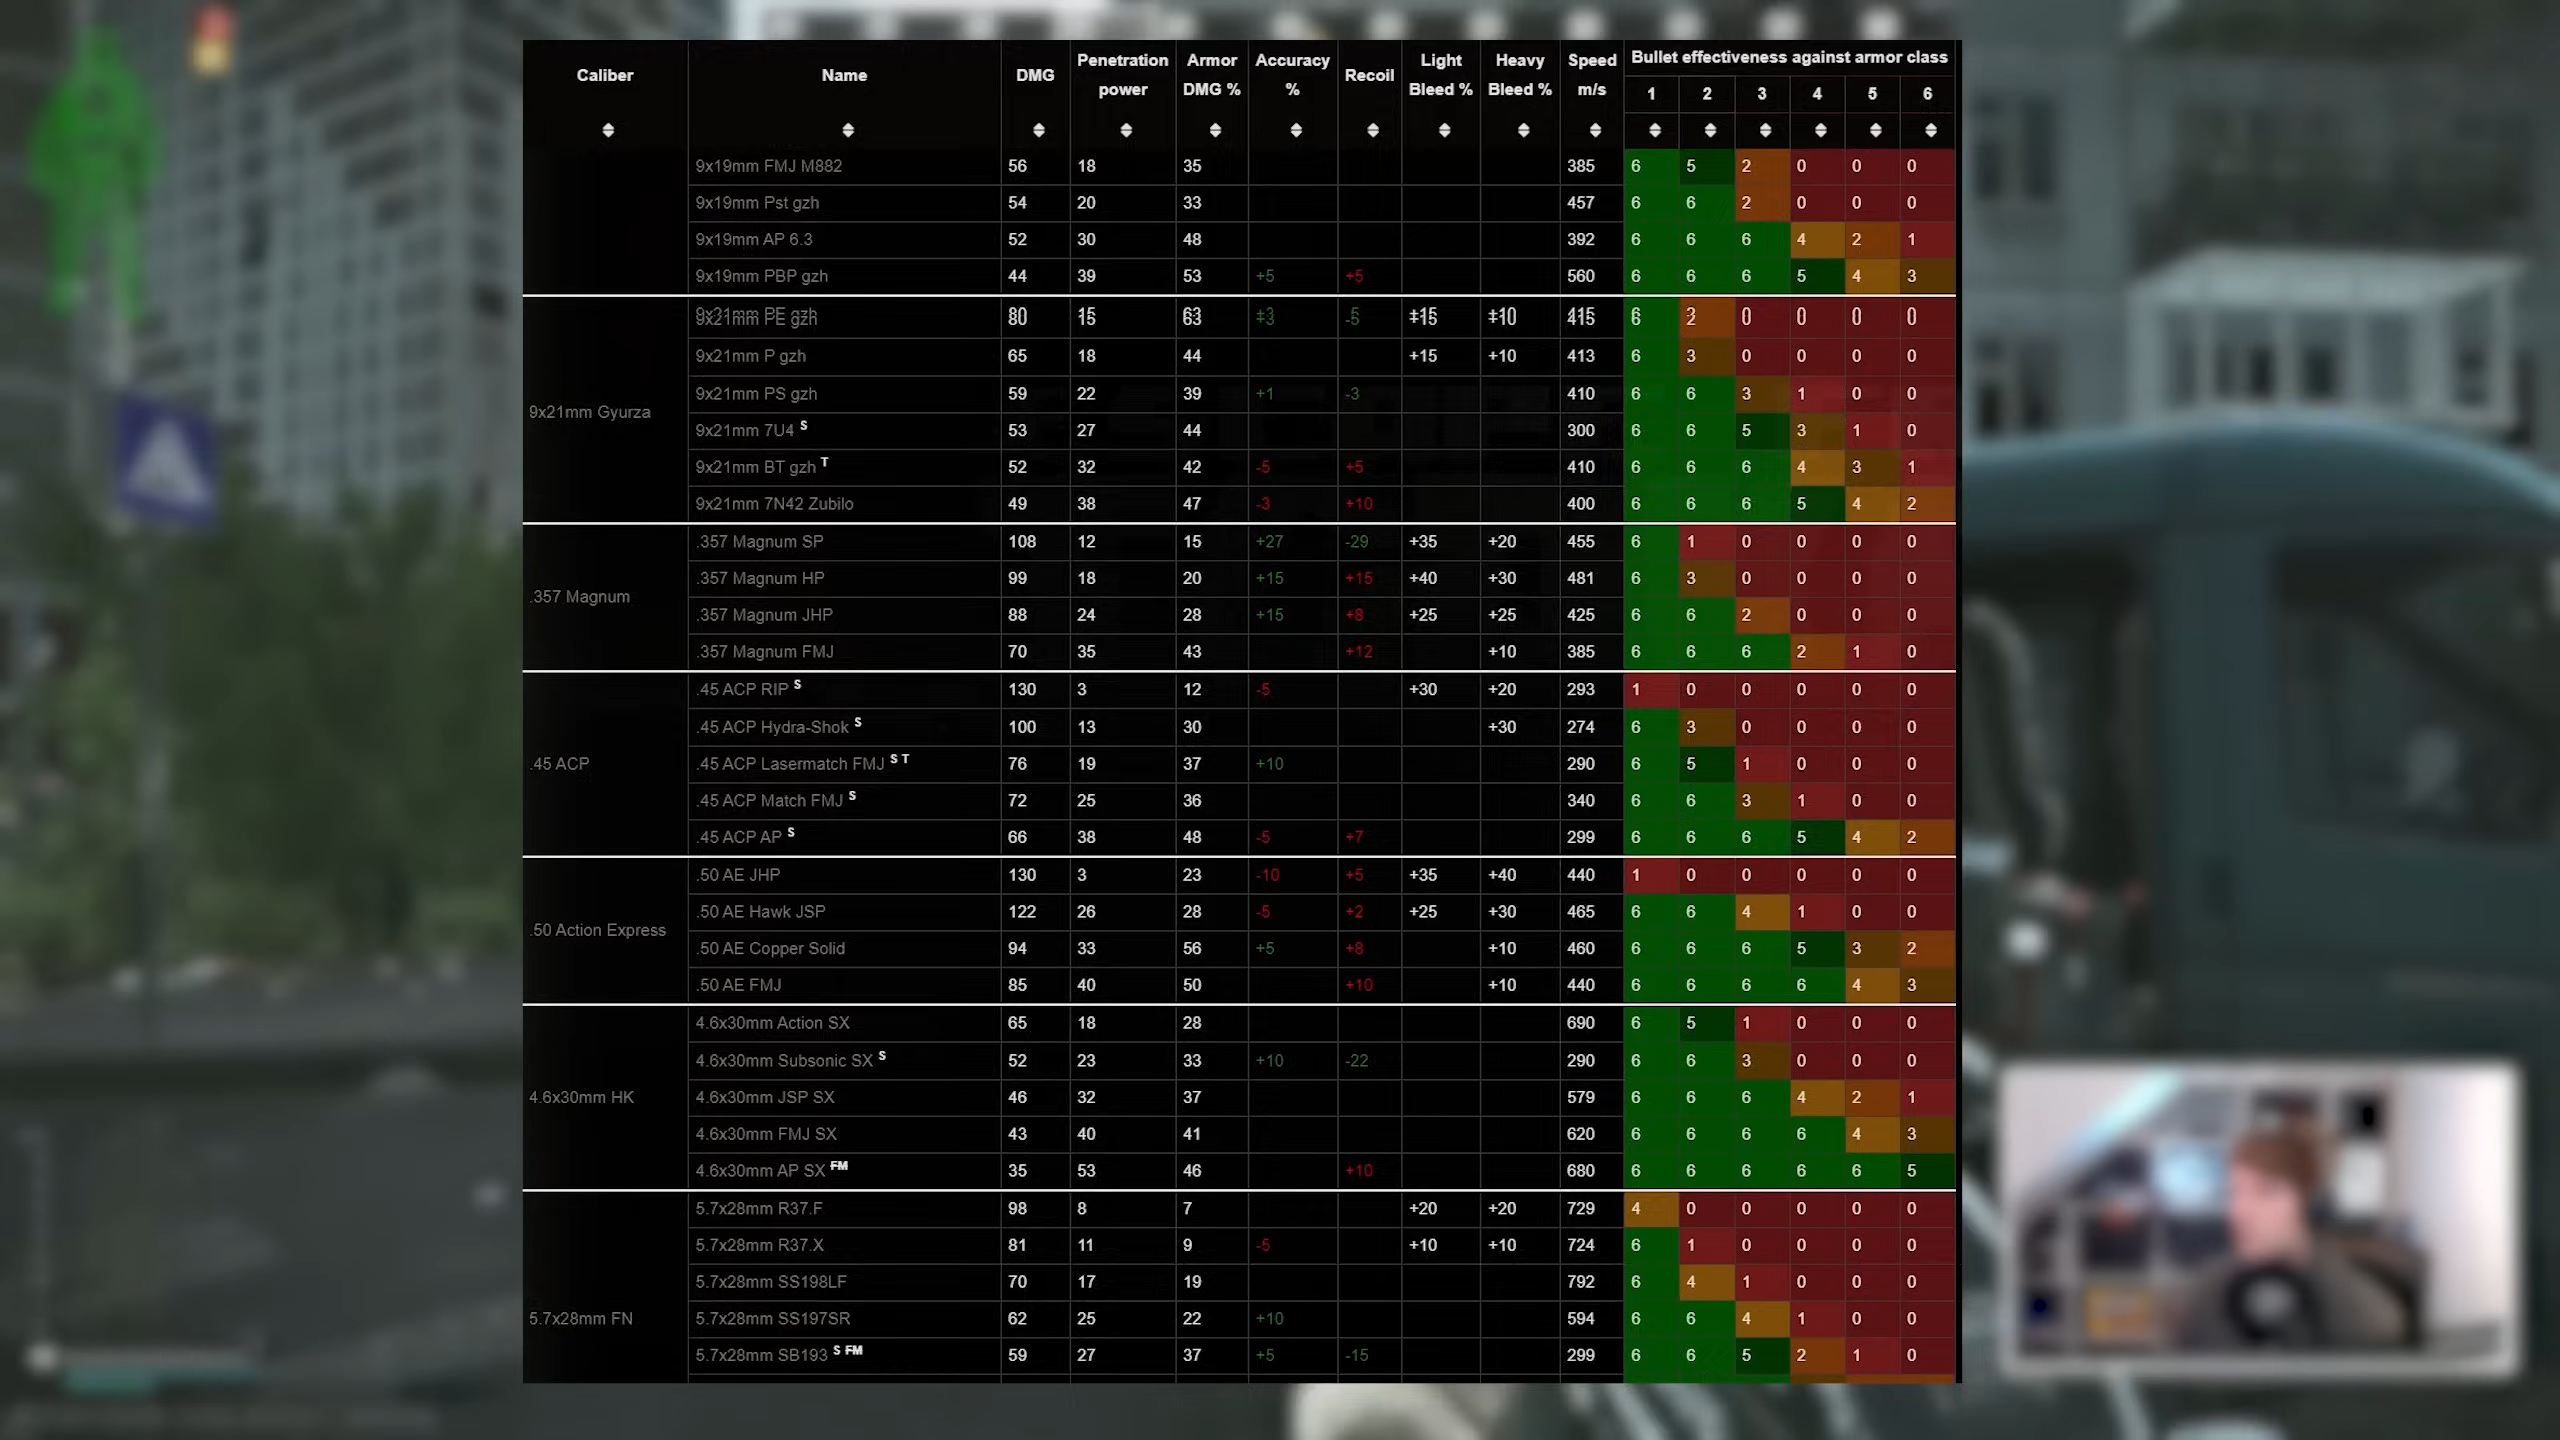 Caliber Name DMG Penetration power Armor DMG % Accuracy % Recoil Light Bleed % Heavy Bleed % Speed m/s Bullet effectiveness against armor class
1 2 3 4 5 6
9x19mm FMJ M882 56 18 35 385 6 5 2 0 0 0
9x19mm Pst gzh 54 20 33 457 6 6 2 0 0 0
9x19mm AP 6.3 52 30 48 392 6 6 6 4 2 1
9x19mm PBP gzh 44 39 53 +5 +5 560 6 6 6 5 4 3
9x21mm Gyurza
9x21mm PE gzh 80 15 63 +3 -5 +15 +10 415 6 2 0 0 0 0
9x21mm P gzh 65 18 44 +15 +10 413 6 3 0 0 0 0
9x21mm PS gzh 59 22 39 +1 -3 410 6 6 3 1 0 0
9x21mm 7U4 S 53 27 44 300 6 6 5 3 1 0
9x21mm BT gzh T 52 32 42 -5 +5 410 6 6 6 4 3 1
9x21mm 7N42 Zubilo 49 38 47 -3 +10 400 6 6 6 5 4 2
.357 Magnum
.357 Magnum SP 108 12 15 +27 -29 +35 +20 455 6 1 0 0 0 0
.357 Magnum HP 99 18 20 +15 +15 +40 +30 481 6 3 0 0 0 0
.357 Magnum JHP 88 24 28 +15 +8 +25 +25 425 6 6 2 0 0 0
.357 Magnum FMJ 70 35 43 +12 +10 385 6 6 6 2 1 0
.45 ACP
.45 ACP RIP S 130 3 12 -5 +30 +20 293 1 0 0 0 0 0
.45 ACP Hydra-Shok S 100 13 30 +30 274 6 3 0 0 0 0
.45 ACP Lasermatch FMJ S T 76 19 37 +10 290 6 5 1 0 0 0
.45 ACP Match FMJ S 72 25 36 340 6 6 3 1 0 0
.45 ACP AP S 66 38 48 -5 +7 299 6 6 6 5 4 2
.50 Action Express
.50 AE JHP 130 3 23 -10 +5 +35 +40 440 1 0 0 0 0 0
.50 AE Hawk JSP 122 26 28 -5 +2 +25 +30 465 6 6 4 1 0 0
.50 AE Copper Solid 94 33 56 +5 +8 +10 460 6 6 6 5 3 2
.50 AE FMJ 85 40 50 +10 +10 440 6 6 6 6 4 3
4.6x30mm HK
4.6x30mm Action SX 65 18 28 690 6 5 1 0 0 0
4.6x30mm Subsonic SX S 52 23 33 +10 -22 290 6 6 3 0 0 0
4.6x30mm JSP SX 46 32 37 579 6 6 6 4 2 1
4.6x30mm FMJ SX 43 40 41 620 6 6 6 6 4 3
4.6x30mm AP SX FM 35 53 46 +10 680 6 6 6 6 6 5
5.7x28mm FN
5.7x28mm R37.F 98 8 7 +20 +20 729 4 0 0 0 0 0
5.7x28mm R37.X 81 11 9 -5 +10 +10 724 6 1 0 0 0 0
5.7x28mm SS198LF 70 17 19 792 6 4 1 0 0 0
5.7x28mm SS197SR 62 25 22 +10 594 6 6 4 1 0 0
5.7x28mm SB193 S FM 59 27 37 +5 -15 299 6 6 5 2 1 0